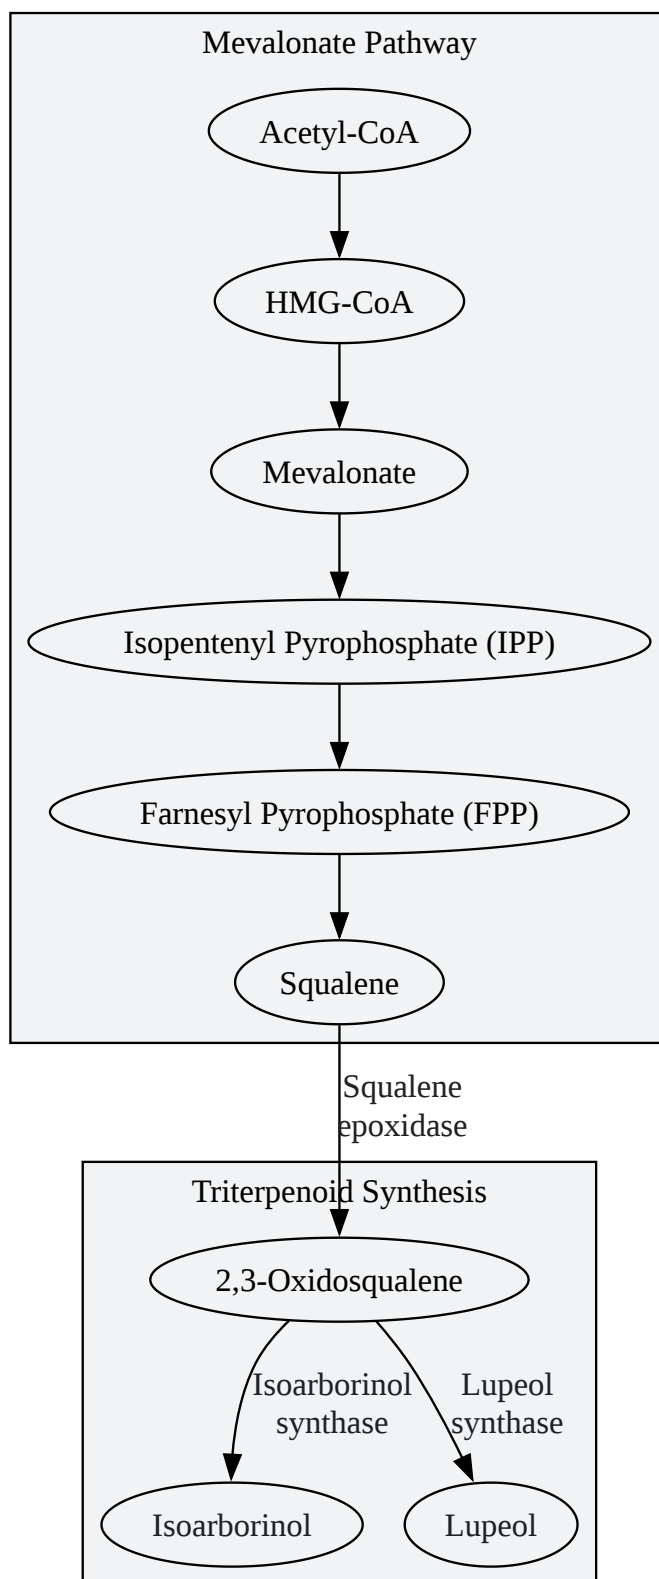 Mevalonate Pathway
Acetyl-CoA
HMG-CoA
Mevalonate
Isopentenyl Pyrophosphate (IPP)
Farnesyl Pyrophosphate (FPP)
Squalene
Squalene
epoxidase
Triterpenoid Synthesis
2,3-Oxidosqualene
Isoarborinol
synthase
Lupeol
synthase
Isoarborinol
Lupeol